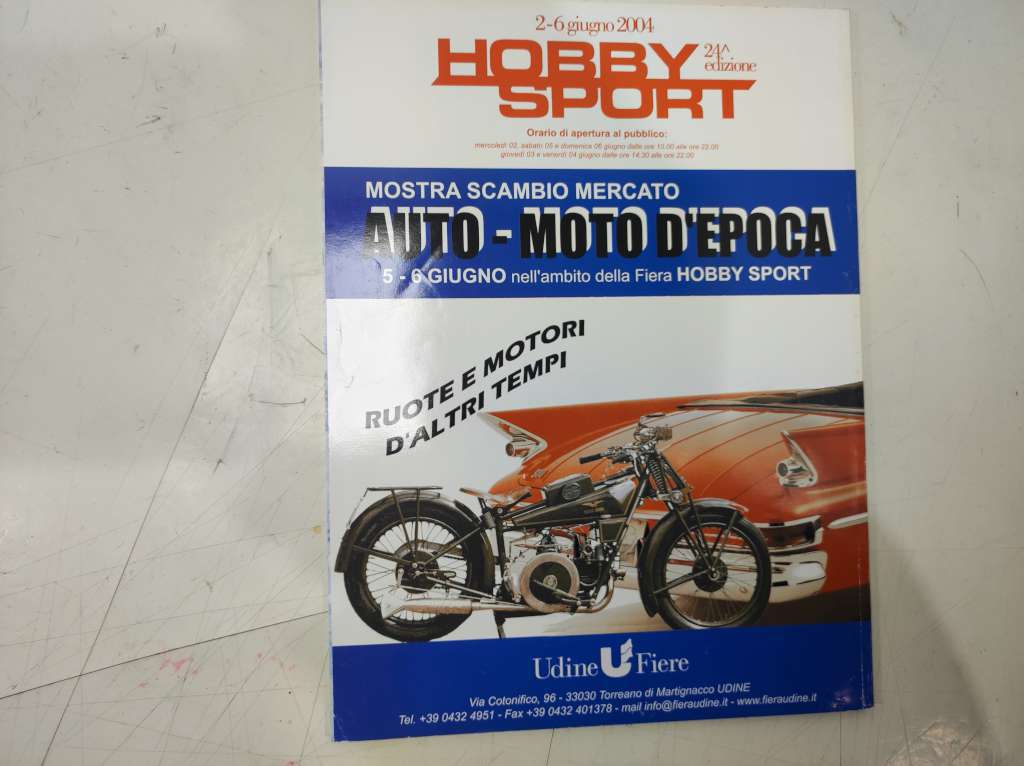 2-6 giugno 2004
HOBBY
SPORT
24^
edizione
Orario di apertura al pubblico:
mercoledì 02, sabato 05 e domenica 06 giugno dalle ore 10,00 alle ore 22,00
giovedì 03 e venerdì 04 giugno dalle ore 14,30 alle ore 22,00
MOSTRA SCAMBIO MERCATO
AUTO - MOTO D'EPOCA
5 - 6 GIUGNO nell'ambito della Fiera HOBBY SPORT
RUOTE E MOTORI
D'ALTRI TEMPI
Udine Fiere
Via Cotonificio, 96 - 33030 Torreano di Martignacco UDINE
Tel. +39 0432 4951 - Fax +39 0432 401378 - mail info@fieraudine.it - www.fieraudine.it